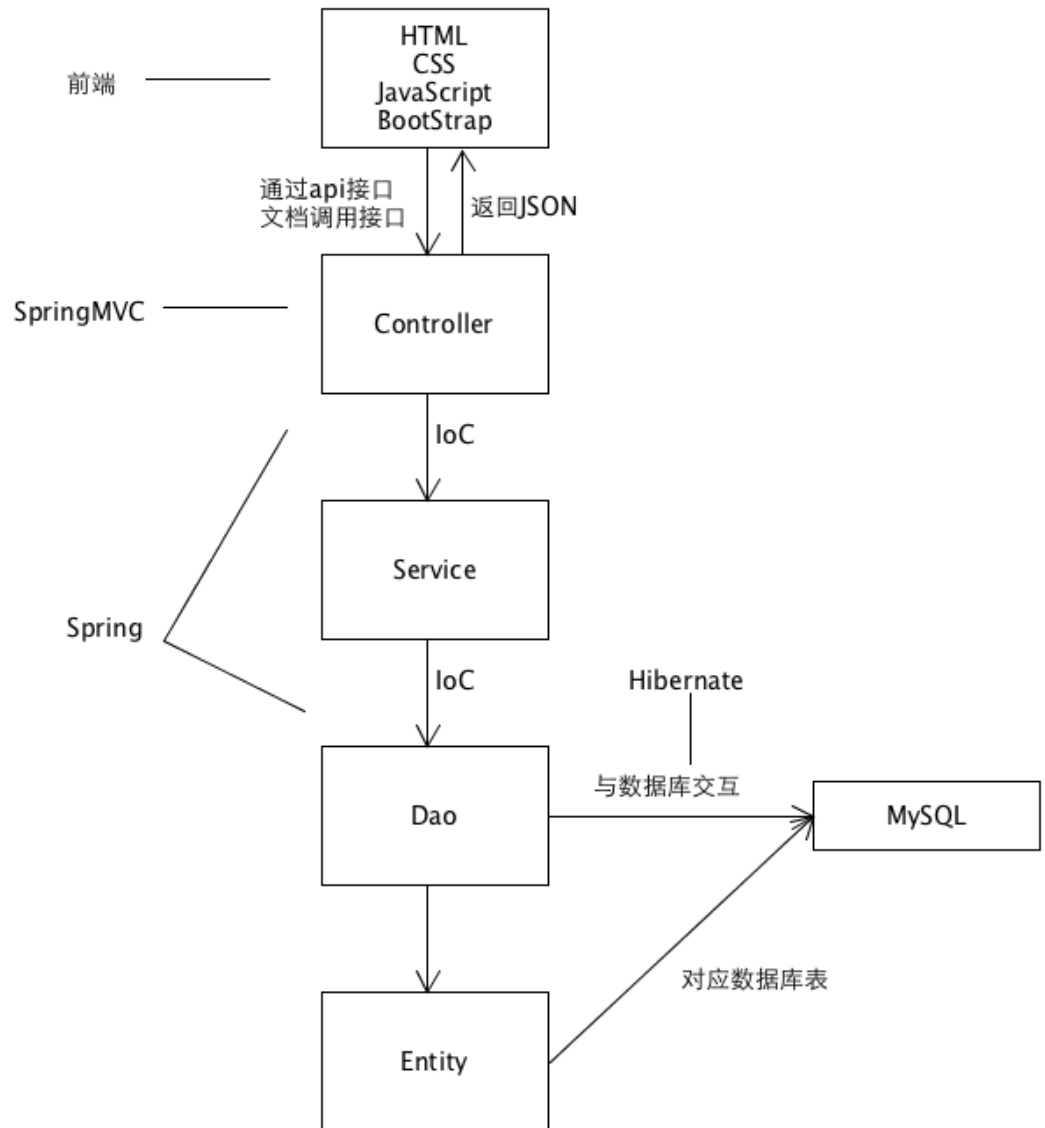 HTML
CSS
JavaScript
BootStrap
前端
通过api接口
文档调用接口
返回JSON
SpringMVC
Controller
IoC
Service
Spring
IoC
Hibernate
与数据库交互
Dao
MySQL
对应数据库表
Entity